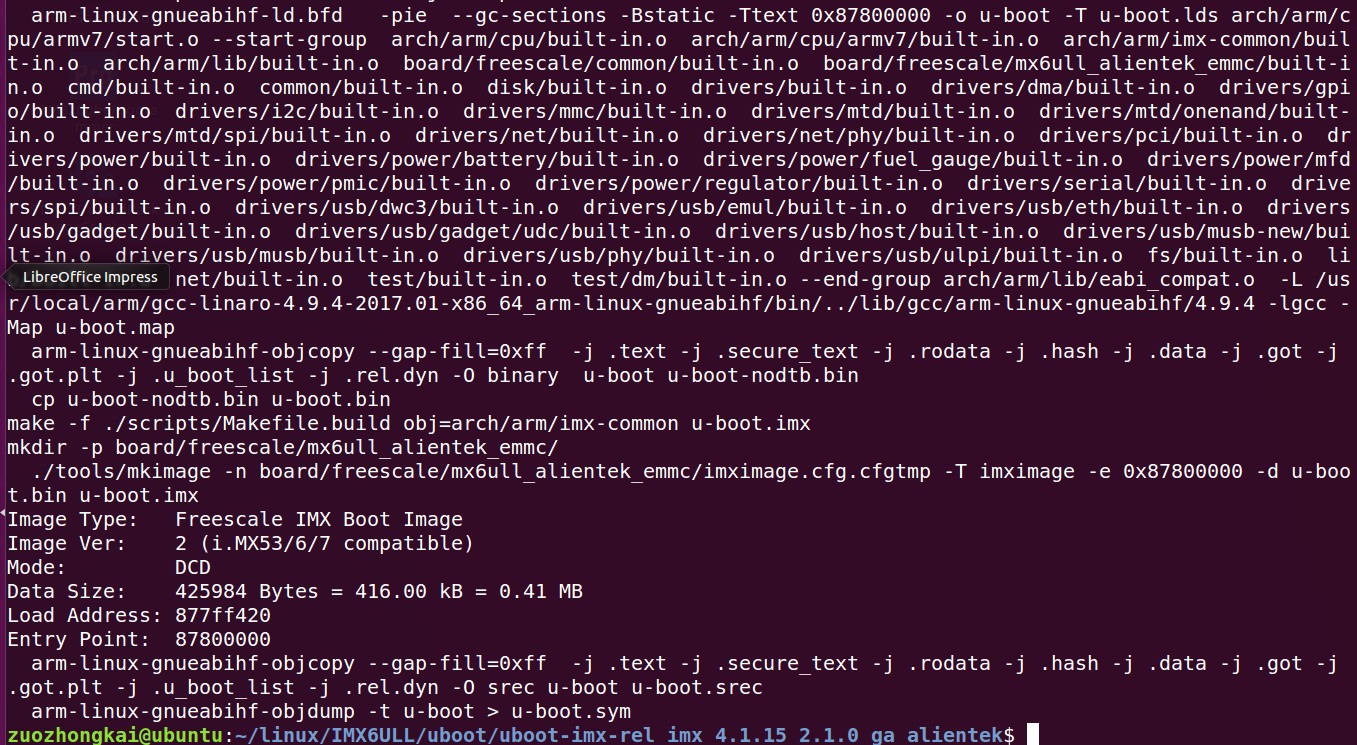 arm-linux-gnueabihf-ld.bfd   -pie  --gc-sections -Bstatic -Ttext 0x87800000 -o u-boot -T u-boot.lds arch/arm/c
pu/armv7/start.o --start-group  arch/arm/cpu/built-in.o  arch/arm/cpu/armv7/built-in.o  arch/arm/imx-common/buil
t-in.o  arch/arm/lib/built-in.o  board/freescale/common/built-in.o  board/freescale/mx6ull_alientek_emmc/built-i
n.o  cmd/built-in.o  common/built-in.o  disk/built-in.o  drivers/built-in.o  drivers/dma/built-in.o  drivers/gpi
o/built-in.o  drivers/i2c/built-in.o  drivers/mmc/built-in.o  drivers/mtd/built-in.o  drivers/mtd/onenand/built-
in.o  drivers/mtd/spi/built-in.o  drivers/net/built-in.o  drivers/net/phy/built-in.o  drivers/pci/built-in.o  dr
ivers/power/built-in.o  drivers/power/battery/built-in.o  drivers/power/fuel_gauge/built-in.o  drivers/power/mfd
/built-in.o  drivers/power/pmic/built-in.o  drivers/power/regulator/built-in.o  drivers/serial/built-in.o  drive
rs/spi/built-in.o  drivers/usb/dwc3/built-in.o  drivers/usb/emul/built-in.o  drivers/usb/eth/built-in.o  drivers
/usb/gadget/built-in.o  drivers/usb/gadget/udc/built-in.o  drivers/usb/host/built-in.o  drivers/usb/musb-new/bui
lt-in.o  drivers/usb/musb/built-in.o  drivers/usb/phy/built-in.o  drivers/usb/ulpi/built-in.o  fs/built-in.o  li
LibreOffice Impress
net/built-in.o  test/built-in.o  test/dm/built-in.o --end-group arch/arm/lib/eabi_compat.o  -L /us
r/local/arm/gcc-linaro-4.9.4-2017.01-x86_64_arm-linux-gnueabihf/bin/../lib/gcc/arm-linux-gnueabihf/4.9.4 -lgcc -
Map u-boot.map
arm-linux-gnueabihf-objcopy --gap-fill=0xff  -j .text -j .secure_text -j .rodata -j .hash -j .data -j .got -j
.got.plt -j .u_boot_list -j .rel.dyn -O binary  u-boot u-boot-nodtb.bin
cp u-boot-nodtb.bin u-boot.bin
make -f ./scripts/Makefile.build obj=arch/arm/imx-common u-boot.imx
mkdir -p board/freescale/mx6ull_alientek_emmc/
./tools/mkimage -n board/freescale/mx6ull_alientek_emmc/imximage.cfg.cfgtmp -T imximage -e 0x87800000 -d u-boo
t.bin u-boot.imx
Image Type:   Freescale IMX Boot Image
Image Ver:    2 (i.MX53/6/7 compatible)
Mode:         DCD
Data Size:    425984 Bytes = 416.00 kB = 0.41 MB
Load Address: 877ff420
Entry Point:  87800000
arm-linux-gnueabihf-objcopy --gap-fill=0xff  -j .text -j .secure_text -j .rodata -j .hash -j .data -j .got -j
.got.plt -j .u_boot_list -j .rel.dyn -O srec u-boot u-boot.srec
arm-linux-gnueabihf-objdump -t u-boot > u-boot.sym
zuozhongkai@ubuntu:~/linux/IMX6ULL/uboot/uboot-imx-rel_imx_4.1.15_2.1.0_ga_alientek$